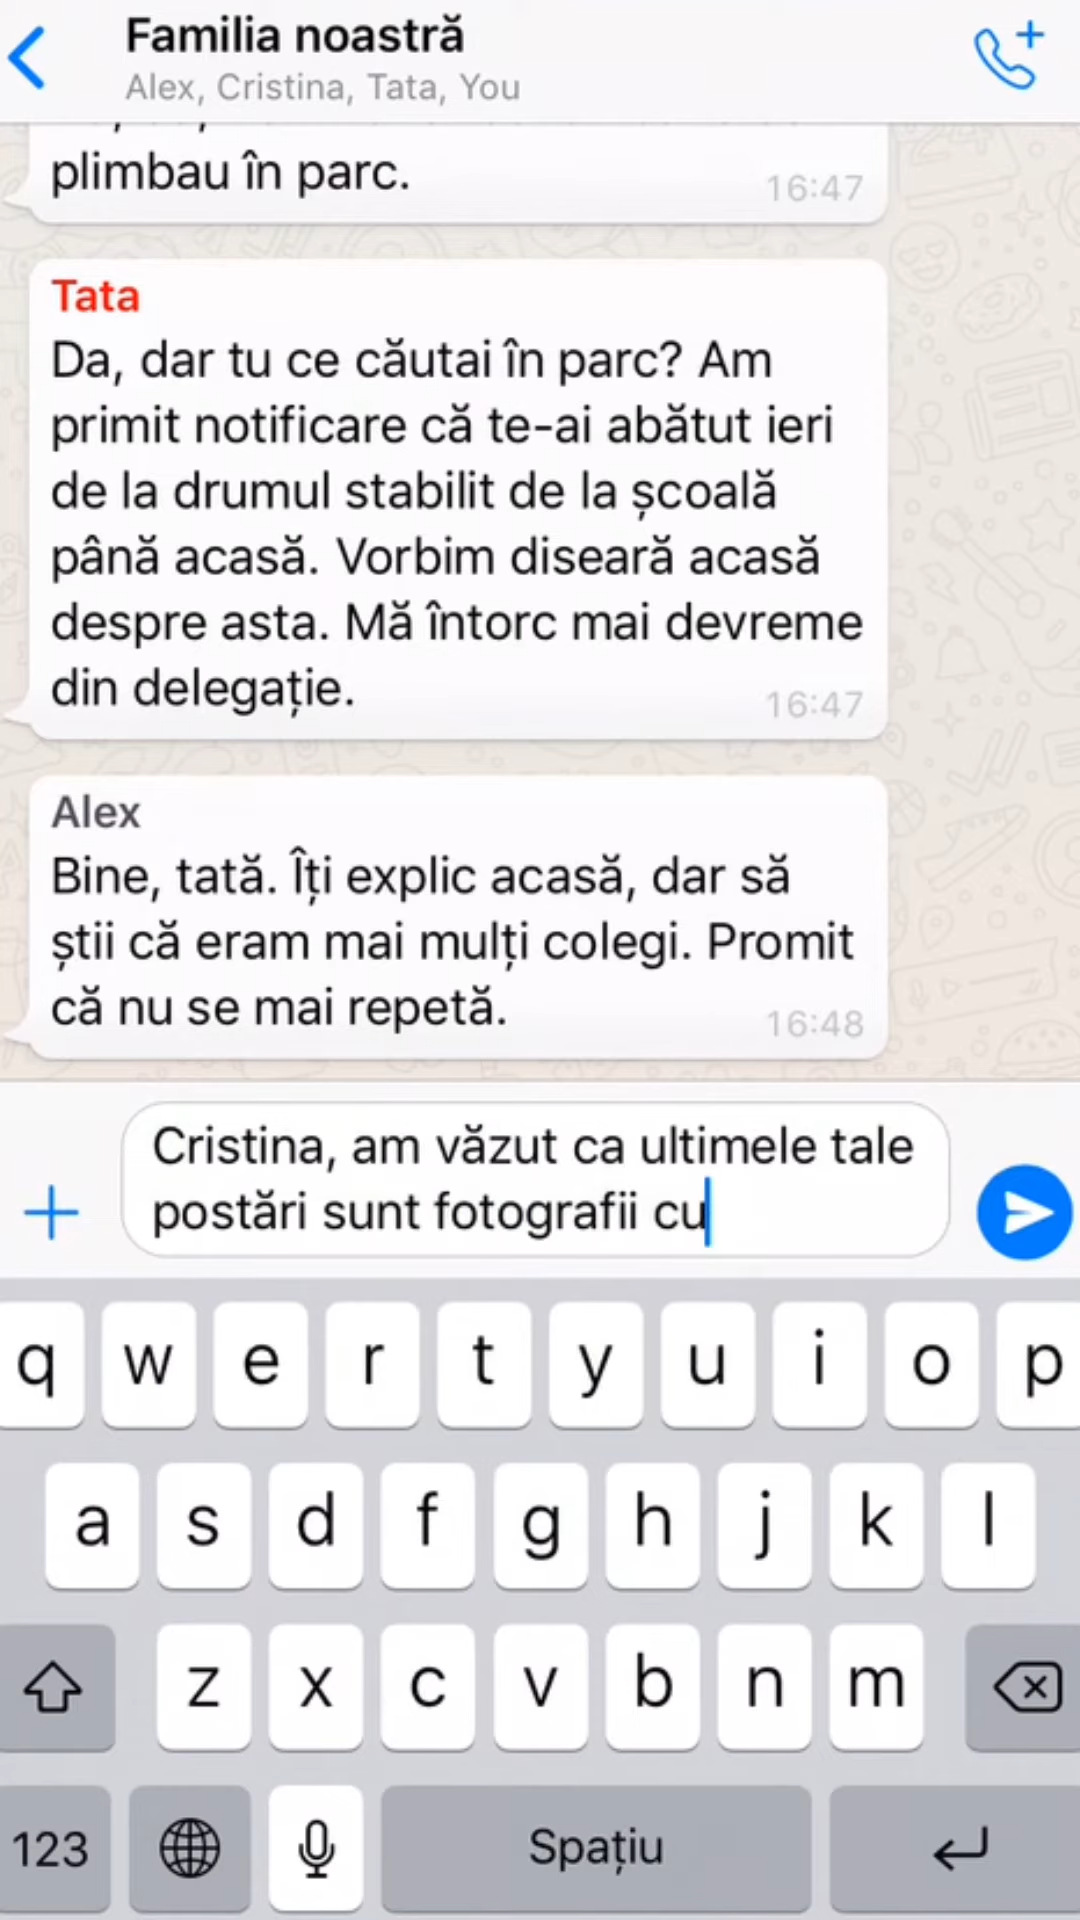 Familia noastră
Alex, Cristina, Tata, You
plimbau în parc.
16:47
Tata
Da, dar tu ce căutai în parc? Am
primit notificare că te-ai abătut ieri
de la drumul stabilit de la școală
până acasă. Vorbim diseară acasă
despre asta. Mă întorc mai devreme
din delegație.
16:47
Alex
Bine, tată. Îți explic acasă, dar să
știi că eram mai mulți colegi. Promit
că nu se mai repetă.
16:48
Cristina, am văzut ca ultimele tale
postări sunt fotografii cu
q w e r t y u i o p
a s d f g h j k l
z x c v b n m
123 Spațiu